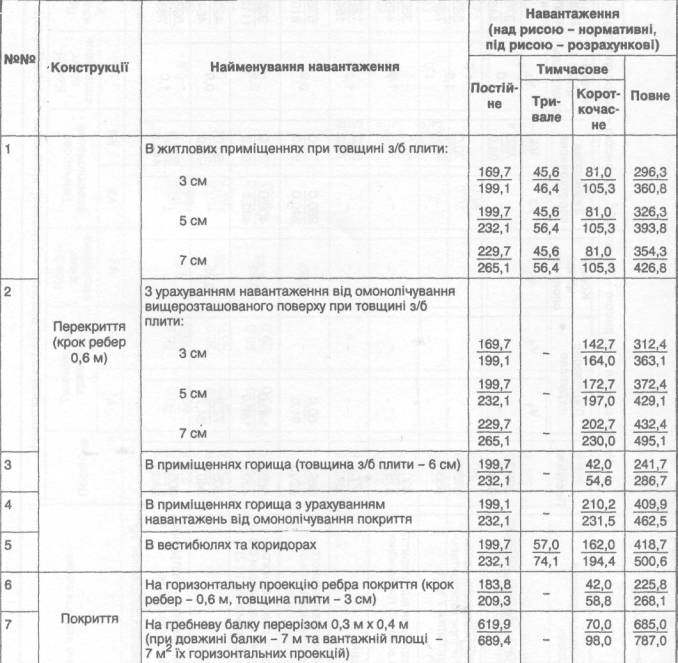 №№
Конструкції
Найменування навантаження
Навантаження
(над рисою – нормативні,
під рисою – розрахункові)
Постій-
не
Тимчасове
Три-
вале
Корот-
кочас-
не
Повне
1
Перекриття
(крок ребер
0,6 м)
В житлових приміщеннях при товщині з/б плити:
3 см
169,7 45,6 81,0 296,3
199,1 46,4 105,3 360,8
5 см
199,7 45,6 81,0 326,3
232,1 56,4 105,3 393,8
7 см
229,7 45,6 81,0 354,3
265,1 56,4 105,3 426,8
2
З урахуванням навантаження від омонолічування
вищерозташованого поверху при товщині з/б
плити:
3 см
169,7 – 142,7 312,4
199,1 164,0 363,1
5 см
199,7 – 172,7 372,4
232,1 197,0 429,1
7 см
229,7 – 202,7 432,4
265,1 230,0 495,1
3
В приміщеннях горища (товщина з/б плити – 6 см)
199,7 – 42,0 241,7
232,1 54,6 286,7
4
В приміщеннях горища з урахуванням
навантажень від омонолічування покриття
199,1 – 210,2 409,9
232,1 231,5 462,5
5
В вестибюлях та коридорах
199,7 57,0 162,0 418,7
232,1 74,1 194,4 500,6
6
Покриття
На горизонтальну проекцію ребра покриття (крок
ребер – 0,6 м, товщина плити – 3 см)
183,8 – 42,0 225,8
209,3 58,8 268,1
7
На гребневу балку перерізом 0,3 м х 0,4 м
(при довжині балки – 7 м та вантажній площі –
7 м² їх горизонтальних проекцій)
619,9 – 70,0 685,0
689,4 98,0 787,0